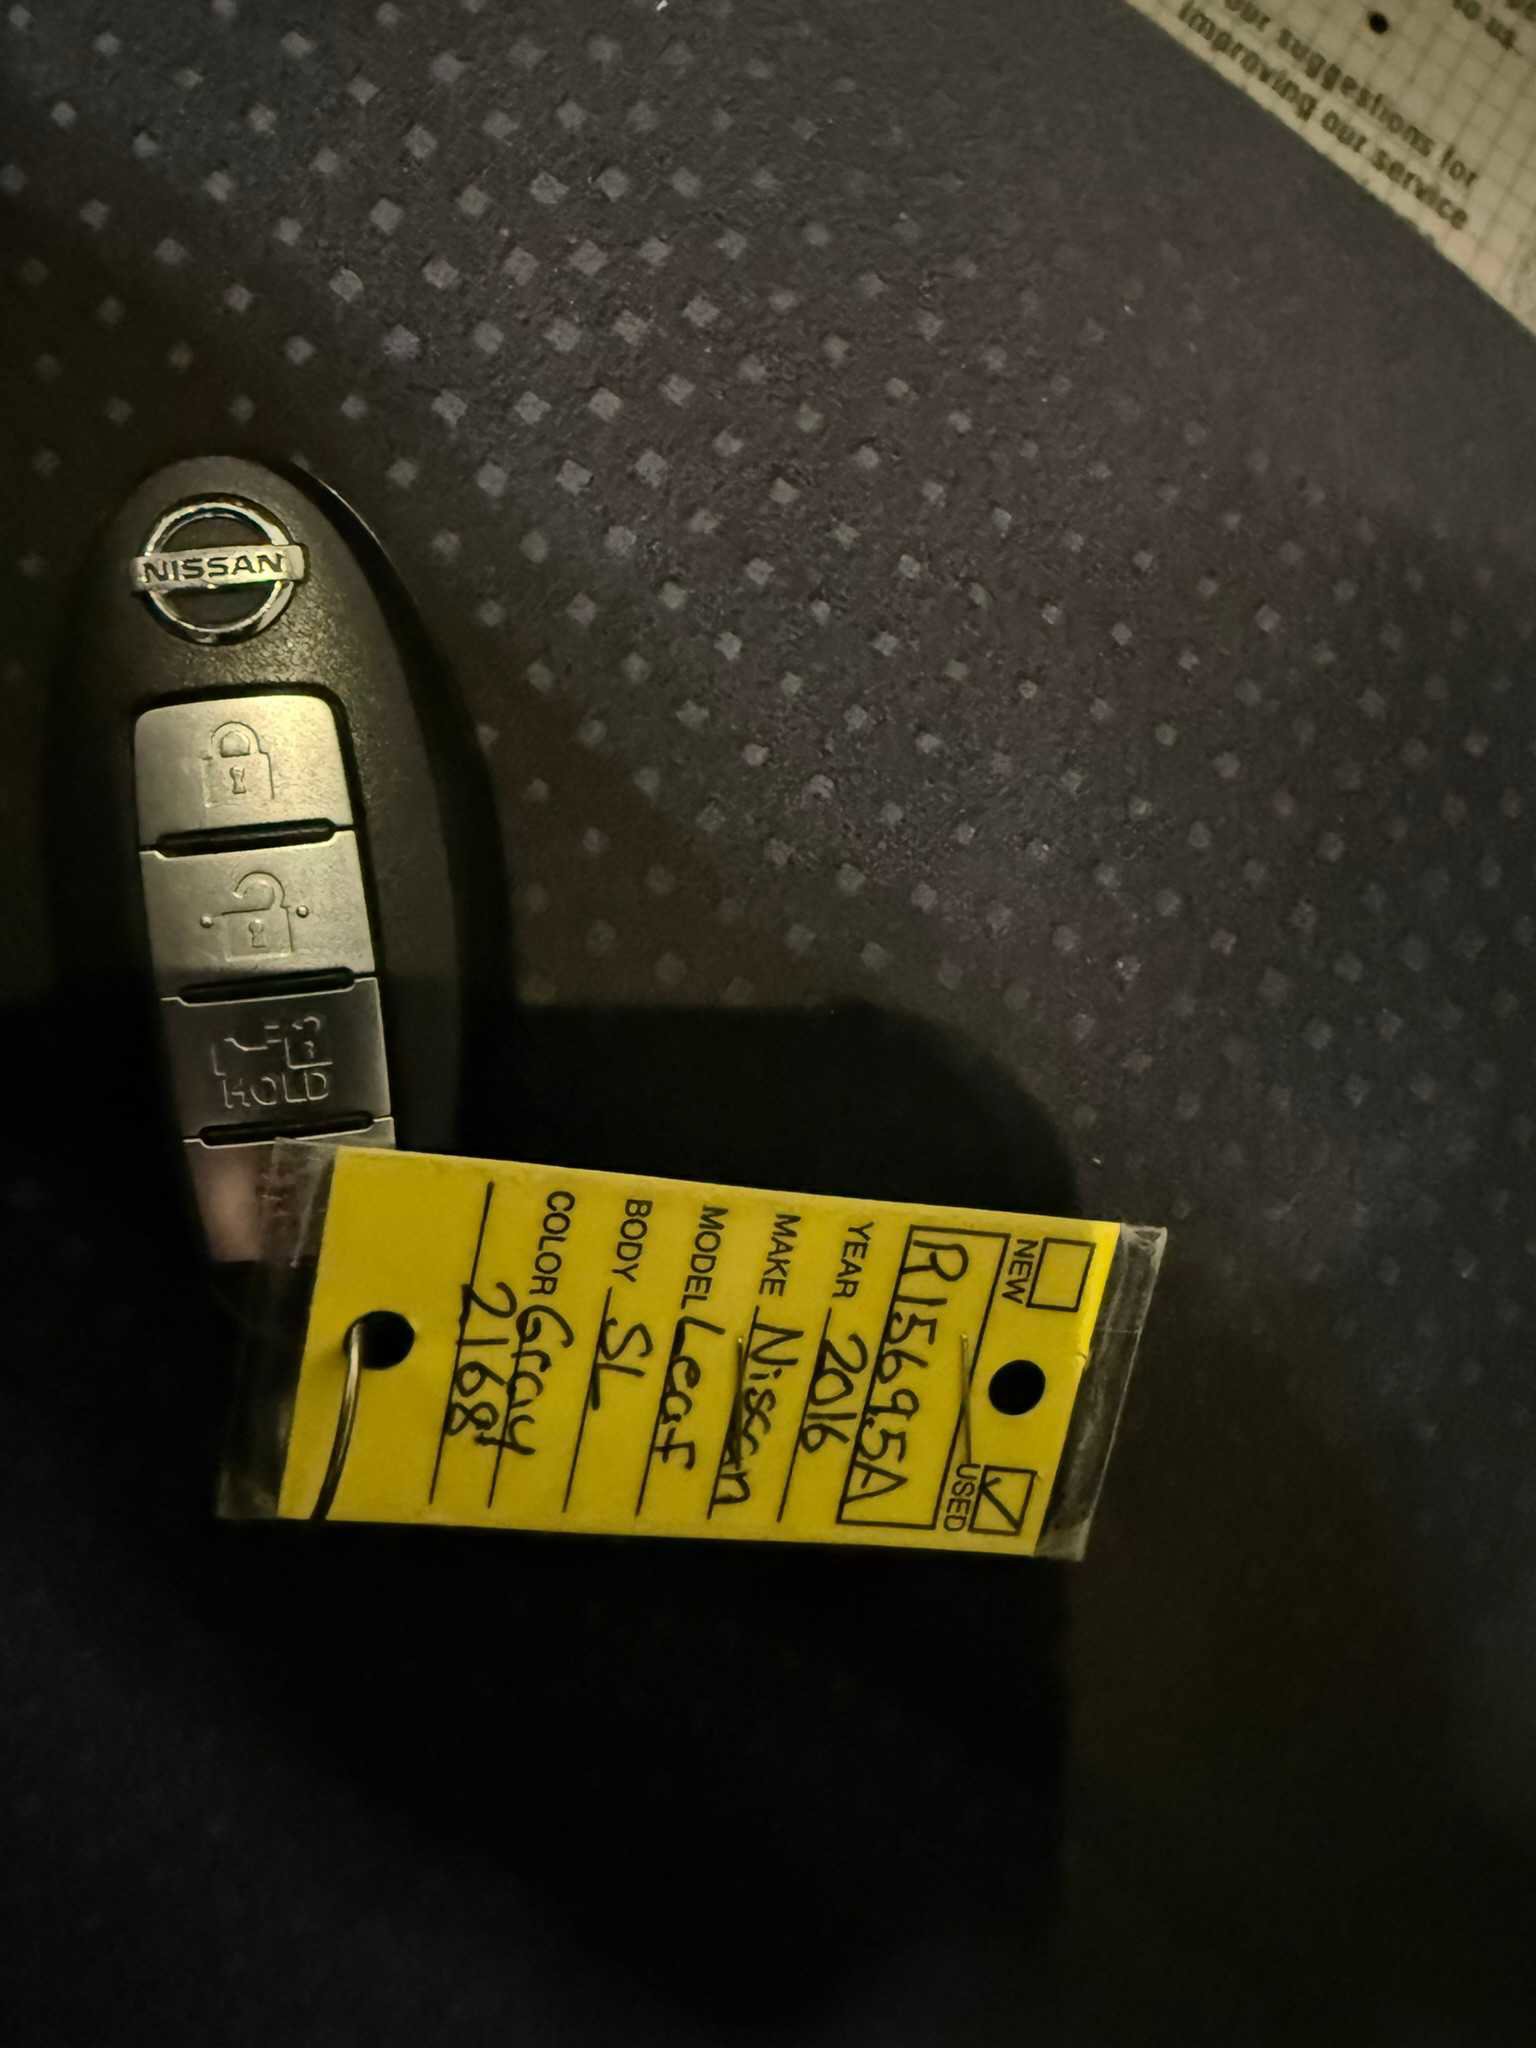 our suggestions for
improving our service
NISSAN
HOLD
NEW
USED
R15695A
YEAR 2016
MAKE Nissan
MODEL Leaf
BODY SL
COLOR Gray
2168